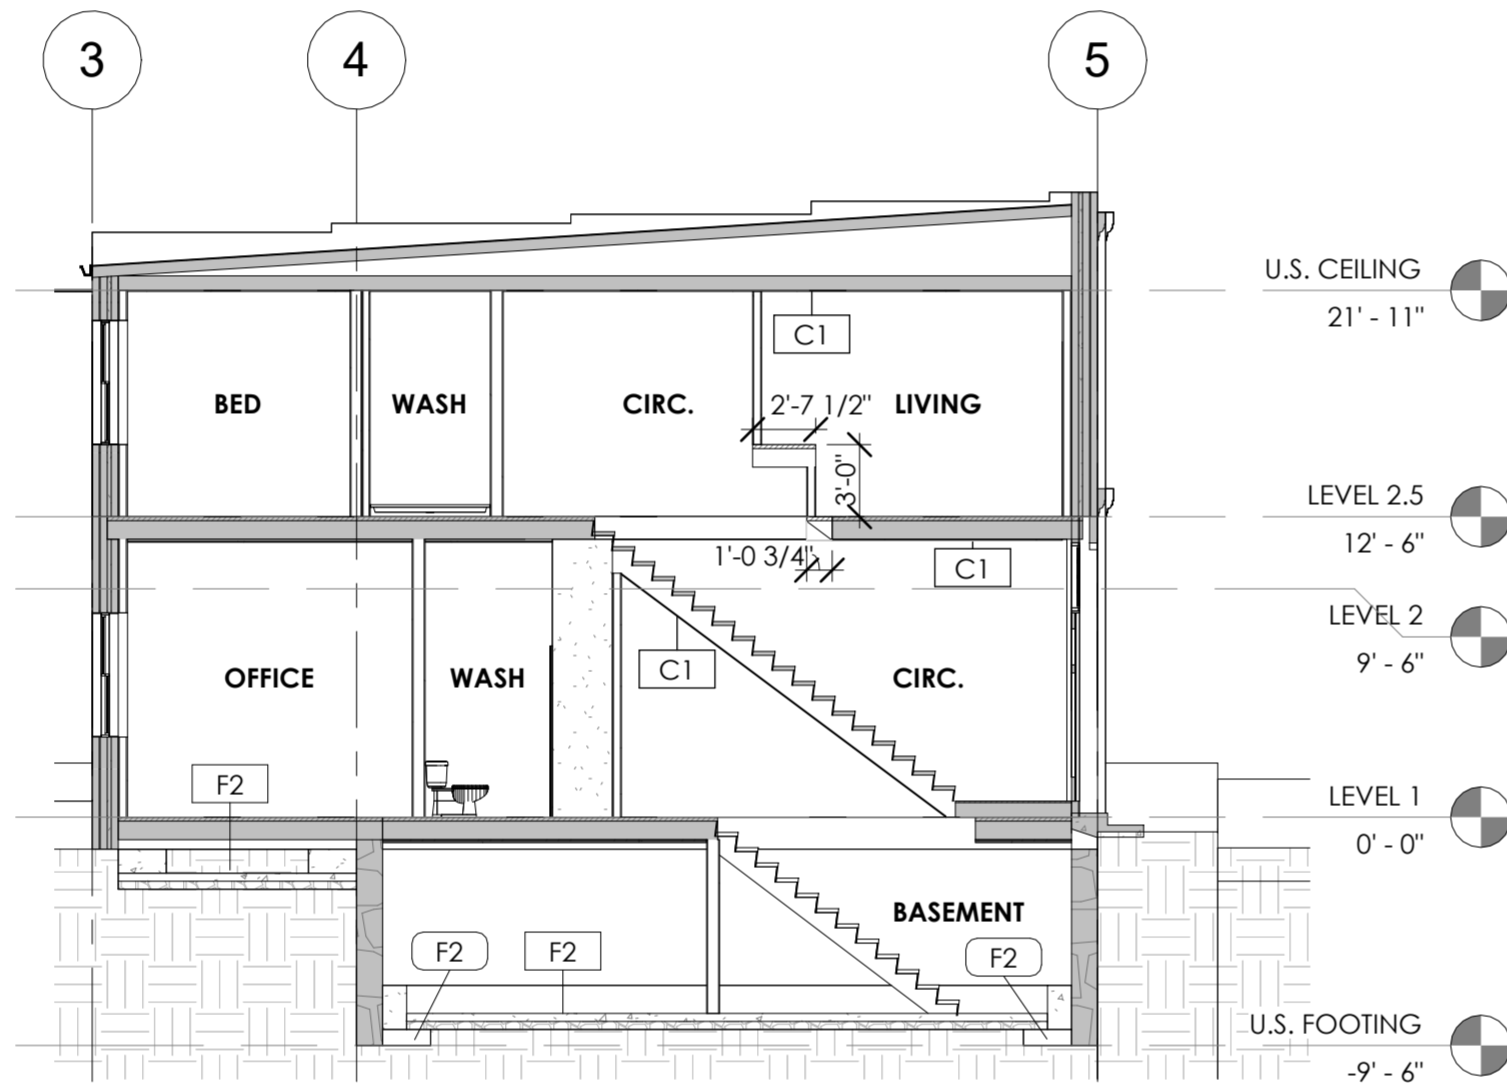 3
4
5
U.S. CEILING
21' - 11"
C1
BED
WASH
CIRC.
2'-7 1/2"
LIVING
3'-0"
LEVEL 2.5
12' - 6"
1'-0 3/4"
C1
LEVEL 2
9' - 6"
OFFICE
WASH
C1
CIRC.
F2
LEVEL 1
0' - 0"
BASEMENT
F2
F2
F2
U.S. FOOTING
-9' - 6"